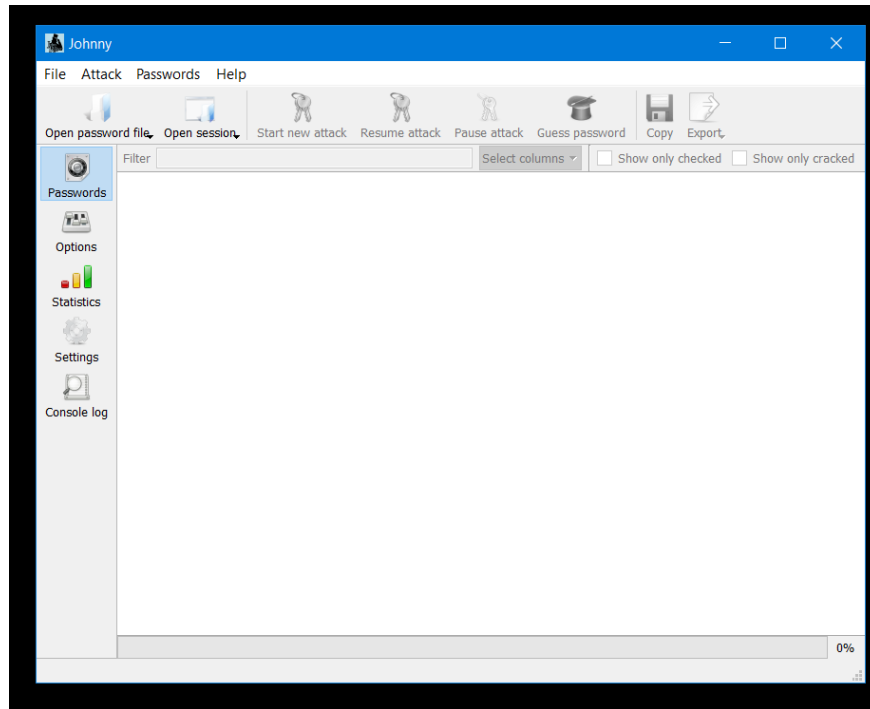 Johnny
File Attack Passwords Help
Open password file Open session Start new attack Resume attack Pause attack Guess password Copy Export
Filter Select columns Show only checked Show only cracked
Passwords
Options
Statistics
Settings
Console log
0%